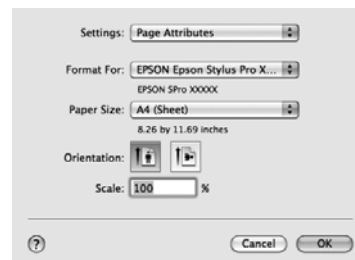 Settings: Page Attributes
Format For: EPSON Epson Stylus Pro X...
EPSON SPro XXXXX
Paper Size: A4 (Sheet)
8.26 by 11.69 inches
Orientation:
Scale: 100 %
? Cancel OK